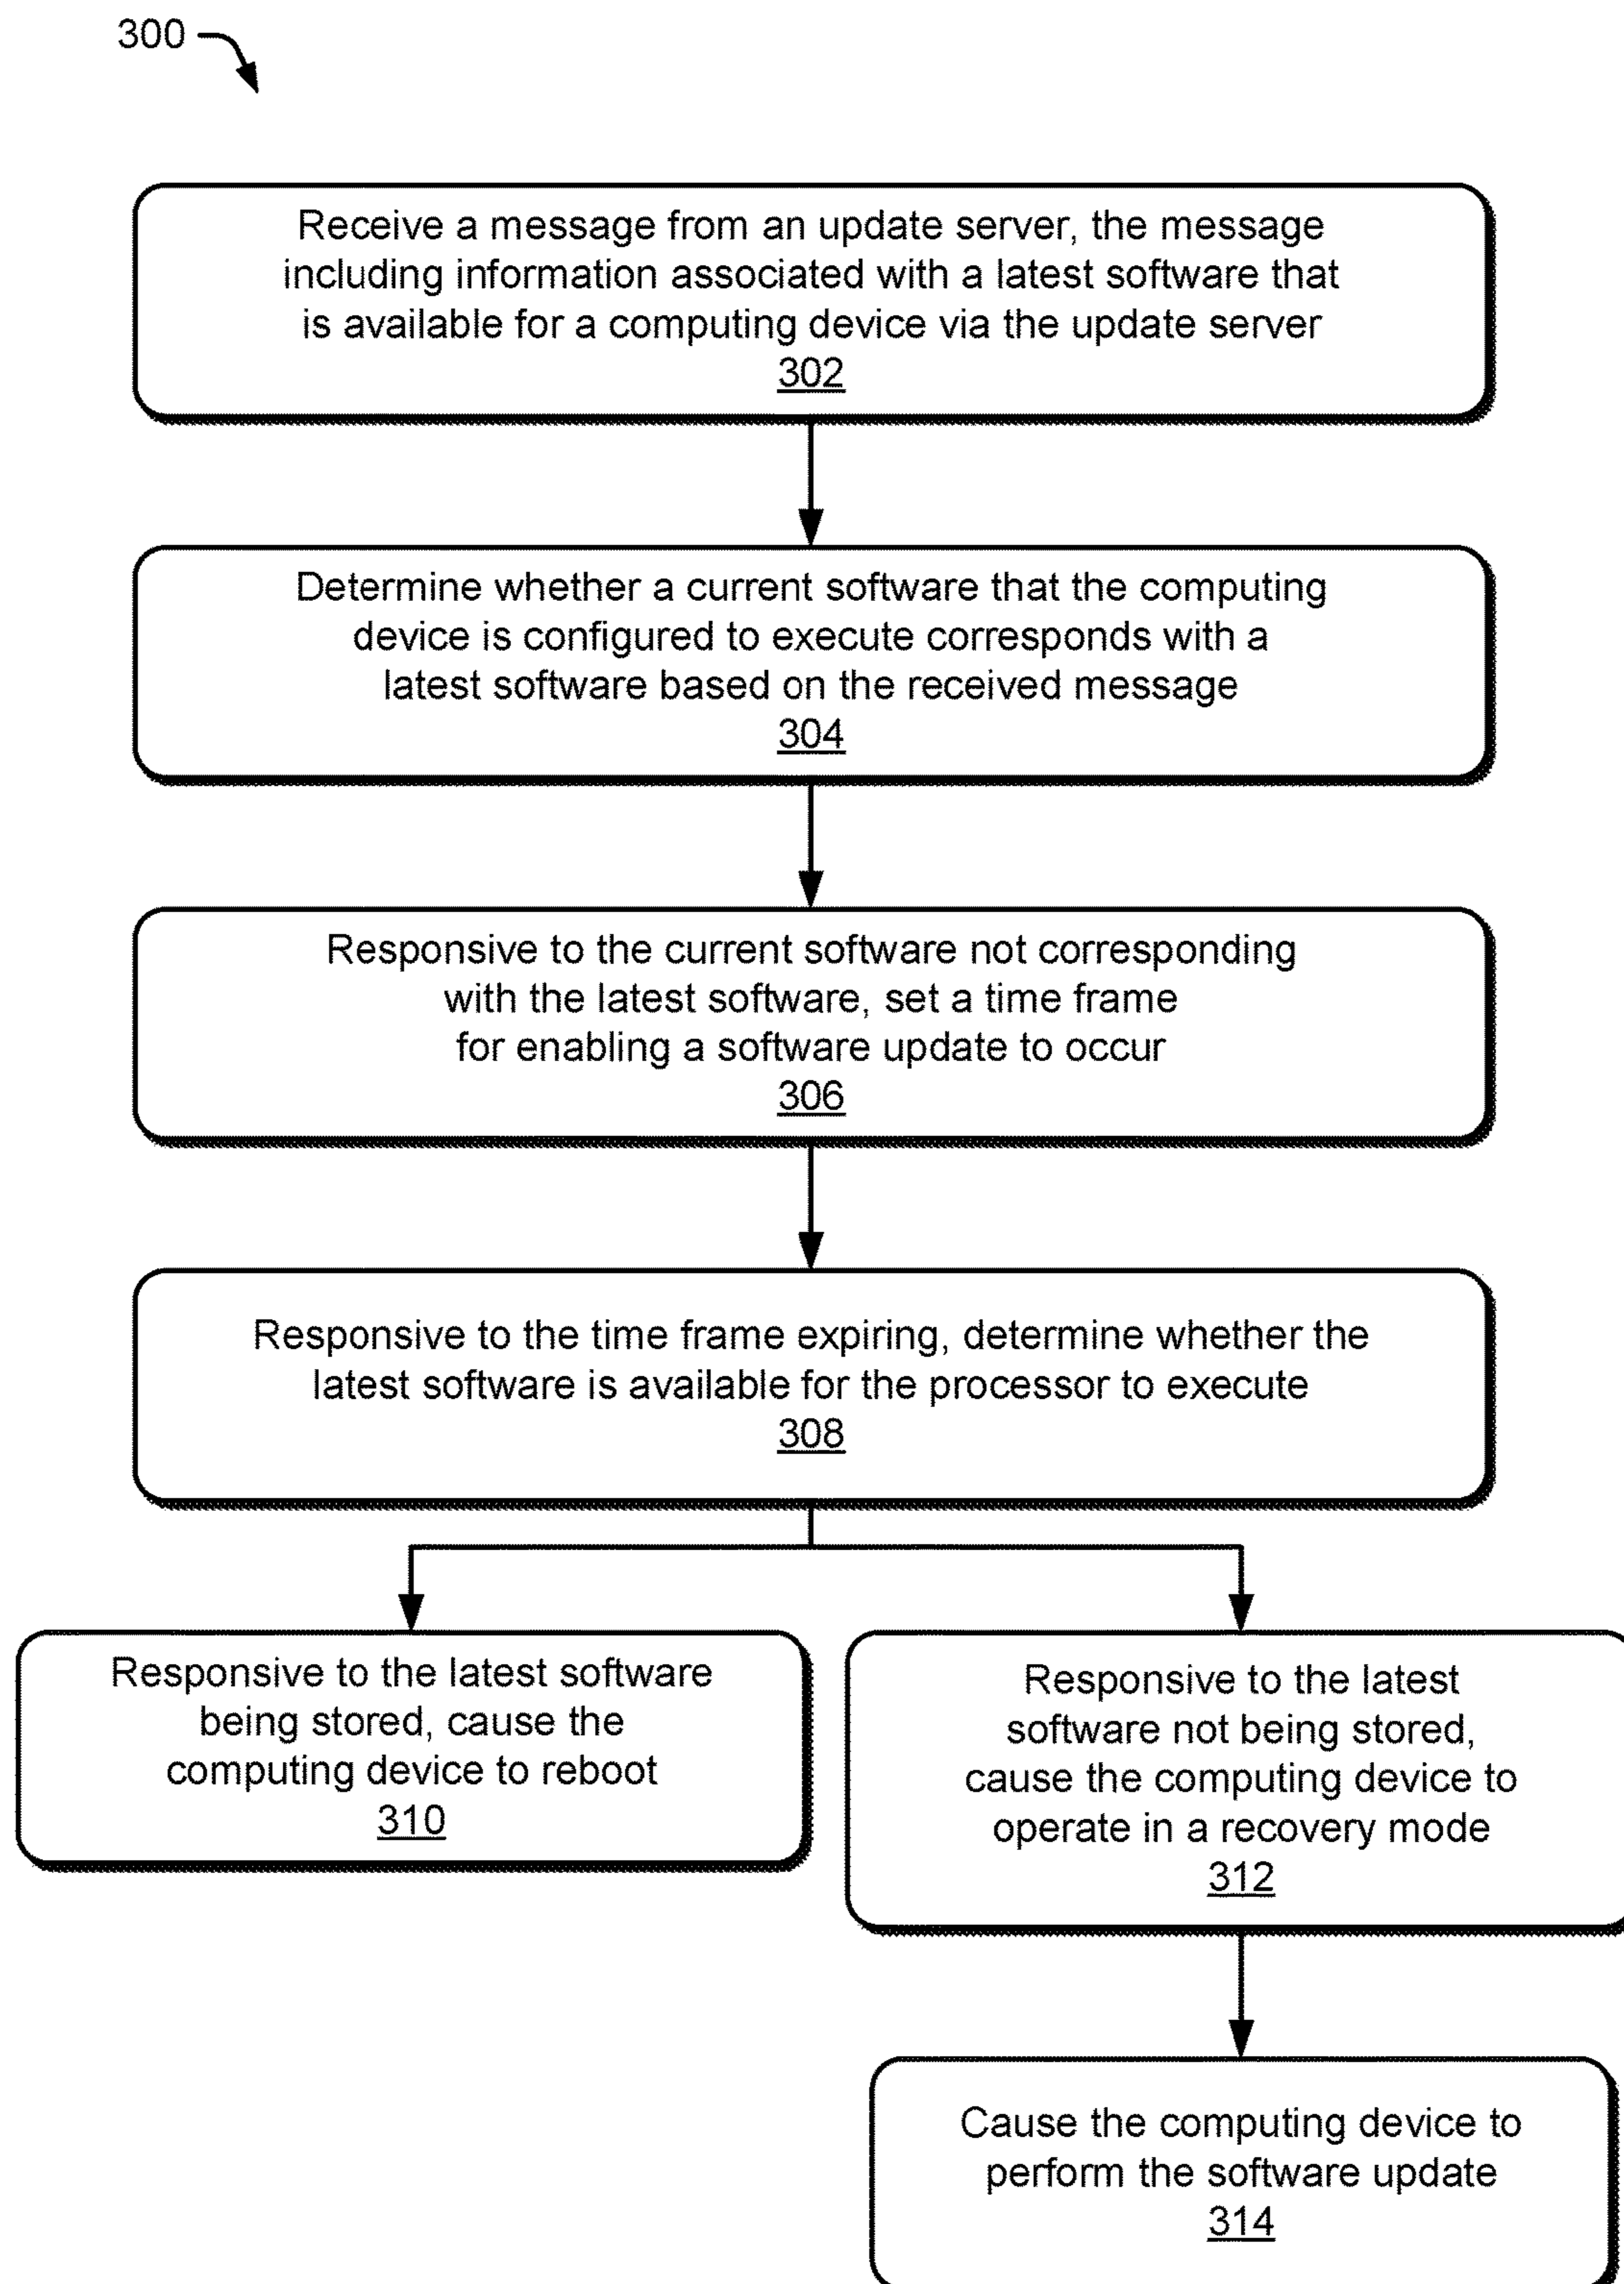 300
Receive a message from an update server, the message
including information associated with a latest software that
is available for a computing device via the update server
302
Determine whether a current software that the computing
device is configured to execute corresponds with a
latest software based on the received message
304
Responsive to the current software not corresponding
with the latest software, set a time frame
for enabling a software update to occur
306
Responsive to the time frame expiring, determine whether the
latest software is available for the processor to execute
308
Responsive to the latest software
being stored, cause the
computing device to reboot
310
Responsive to the latest
software not being stored,
cause the computing device to
operate in a recovery mode
312
Cause the computing device to
perform the software update
314